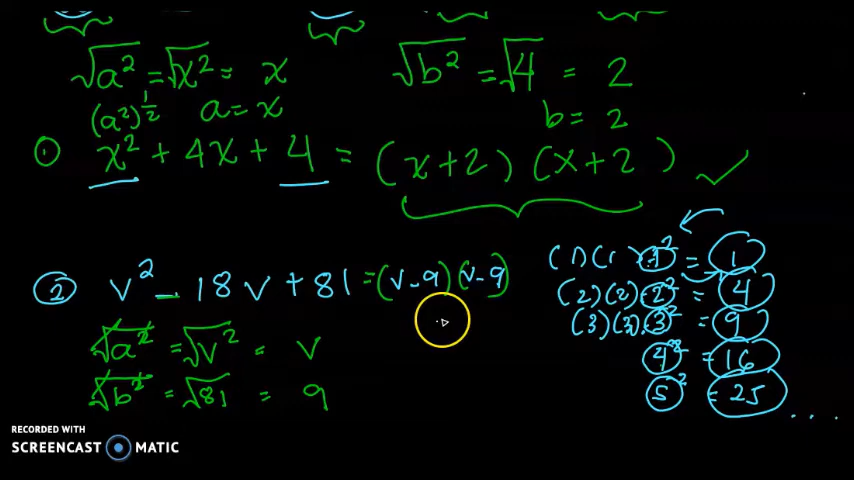 √a² = √x² = x
√b² = √4 = 2
(a²)^½ a = x
b = 2
① x² + 4x + 4 = (x+2)(x+2) ✓
② v² - 18v + 81 = (v-9)(v-9)
√a² = √v² = v
√b² = √81 = 9
(1)(1) 1² = 1
(2)(2) 2² = 4
(3)(3) 3² = 9
4² = 16
5² = 25 ....
RECORDED WITH
SCREENCAST MATIC